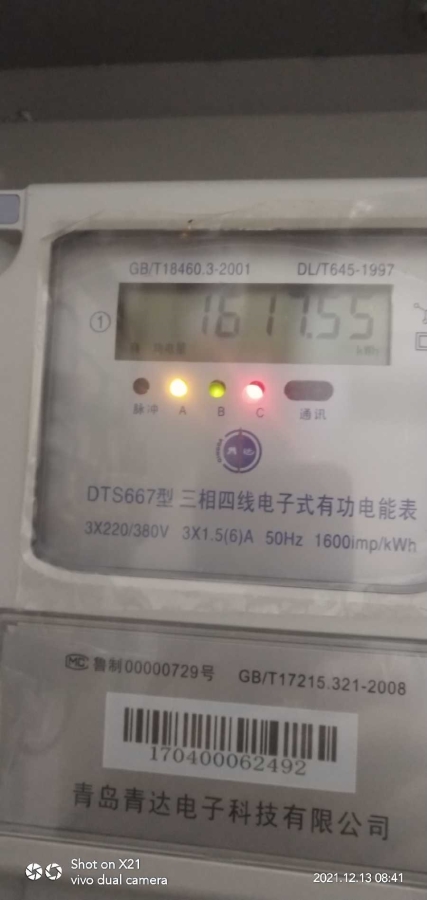 GB/T18460.3-2001 DL/T645-1997
①
1617.55
kWh
脉冲 A B C 通讯
DTS667型 三相四线电子式有功电能表
3X220/380V 3X1.5(6)A 50Hz 1600imp/kWh
MC 鲁制00000729号 GB/T17215.321-2008
170400062492
青岛青达电子科技有限公司
Shot on X21
vivo dual camera
2021.12.13 08:41